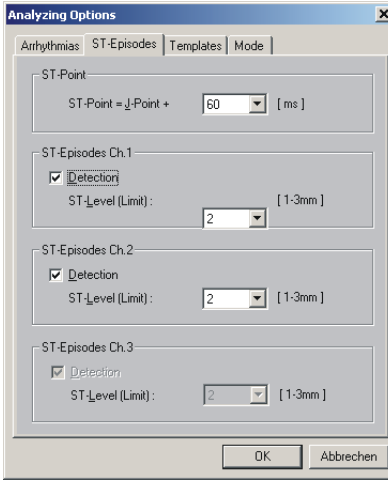 Analyzing Options
Arrhythmias ST-Episodes Templates Mode
ST-Point
ST-Point = J-Point + 60 [ ms ]
ST-Episodes Ch.1
Detection
ST-Level (Limit) : 2 [ 1-3mm ]
ST-Episodes Ch.2
Detection
ST-Level (Limit) : 2 [ 1-3mm ]
ST-Episodes Ch.3
Detection
ST-Level (Limit) : 2 [ 1-3mm ]
OK Abbrechen